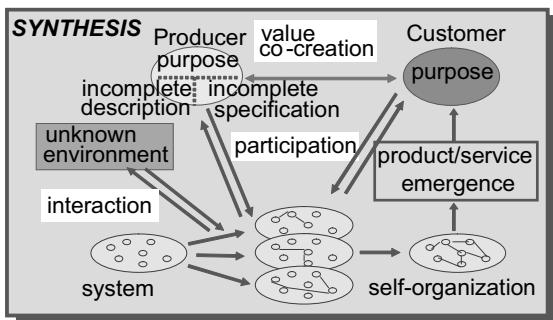 SYNTHESIS
Producer
purpose
value
co-creation
Customer
purpose
incomplete
description
incomplete
specification
unknown
environment
participation
product/service
emergence
interaction
system
self-organization